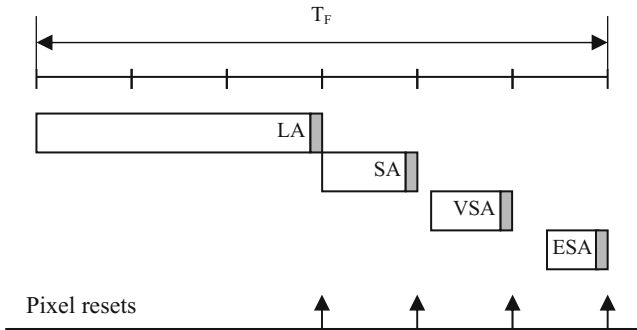 T_F
LA
SA
VSA
ESA
Pixel resets